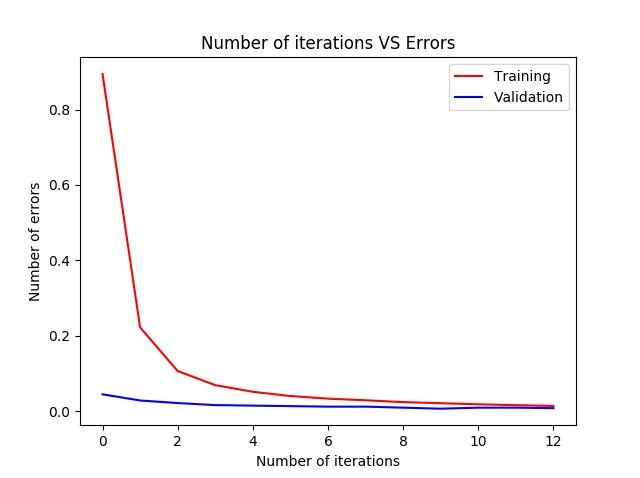 Number of iterations VS Errors
Training
Validation
0.8
0.6
0.4
0.2
0.0
Number of errors
0 2 4 6 8 10 12
Number of iterations